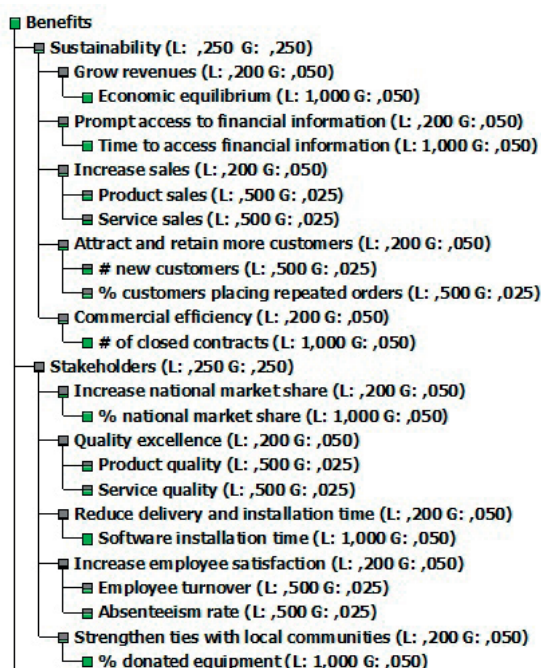 Benefits
Sustainability (L: ,250 G: ,250)
Grow revenues (L: ,200 G: ,050)
Economic equilibrium (L: 1,000 G: ,050)
Prompt access to financial information (L: ,200 G: ,050)
Time to access financial information (L: 1,000 G: ,050)
Increase sales (L: ,200 G: ,050)
Product sales (L: ,500 G: ,025)
Service sales (L: ,500 G: ,025)
Attract and retain more customers (L: ,200 G: ,050)
# new customers (L: ,500 G: ,025)
% customers placing repeated orders (L: ,500 G: ,025)
Commercial efficiency (L: ,200 G: ,050)
# of closed contracts (L: 1,000 G: ,050)
Stakeholders (L: ,250 G: ,250)
Increase national market share (L: ,200 G: ,050)
% national market share (L: 1,000 G: ,050)
Quality excellence (L: ,200 G: ,050)
Product quality (L: ,500 G: ,025)
Service quality (L: ,500 G: ,025)
Reduce delivery and installation time (L: ,200 G: ,050)
Software installation time (L: 1,000 G: ,050)
Increase employee satisfaction (L: ,200 G: ,050)
Employee turnover (L: ,500 G: ,025)
Absenteeism rate (L: ,500 G: ,025)
Strengthen ties with local communities (L: ,200 G: ,050)
% donated equipment (L: 1,000 G: ,050)